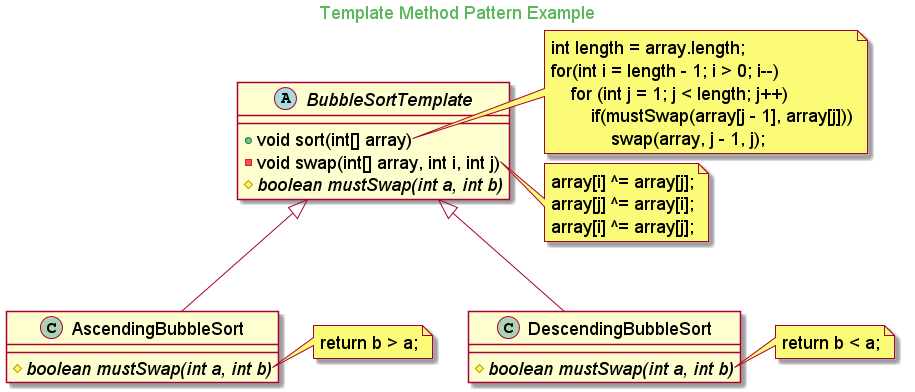 Template Method Pattern Example
int length = array.length;
for(int i = length - 1; i > 0; i--)
for (int j = 1; j < length; j++)
if(mustSwap(array[j - 1], array[j]))
swap(array, j - 1, j);
A BubbleSortTemplate
void sort(int[] array)
void swap(int[] array, int i, int j)
boolean mustSwap(int a, int b)
array[i] ^= array[j];
array[j] ^= array[i];
array[i] ^= array[j];
C AscendingBubbleSort
boolean mustSwap(int a, int b)
return b > a;
C DescendingBubbleSort
boolean mustSwap(int a, int b)
return b < a;